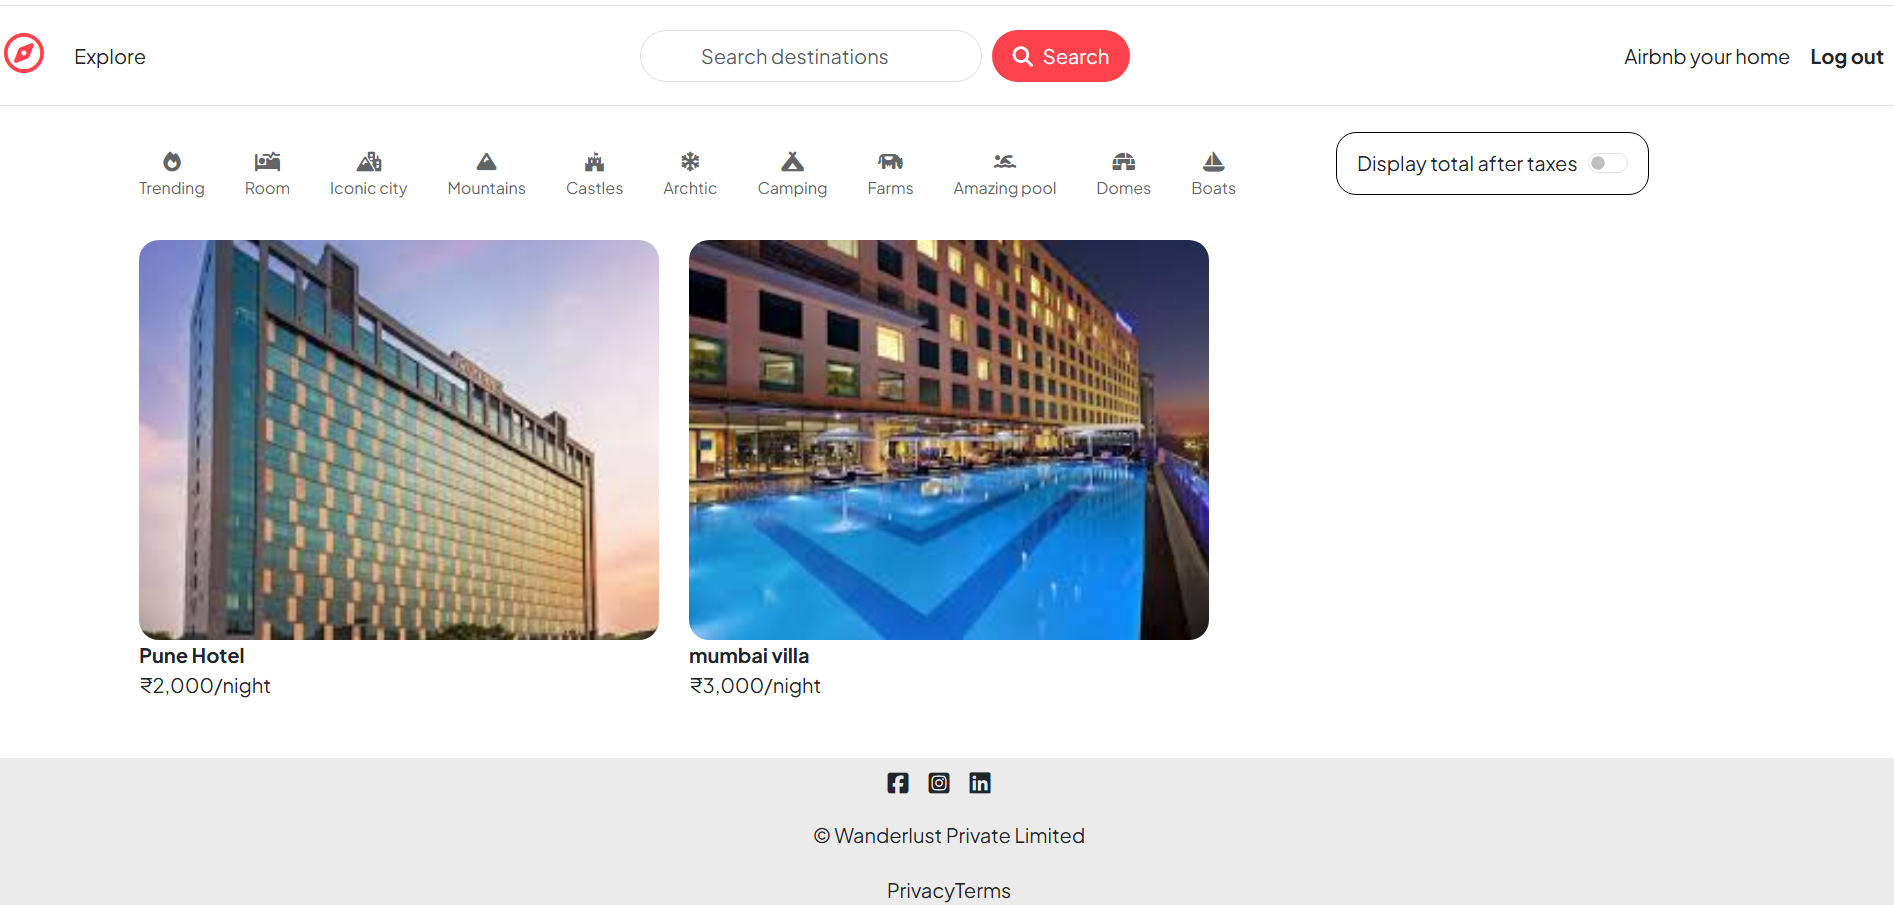 Explore
Search destinations
Search
Airbnb your home
Log out
Trending
Room
Iconic city
Mountains
Castles
Archtic
Camping
Farms
Amazing pool
Domes
Boats
Display total after taxes
Pune Hotel
₹2,000/night
mumbai villa
₹3,000/night
© Wanderlust Private Limited
PrivacyTerms